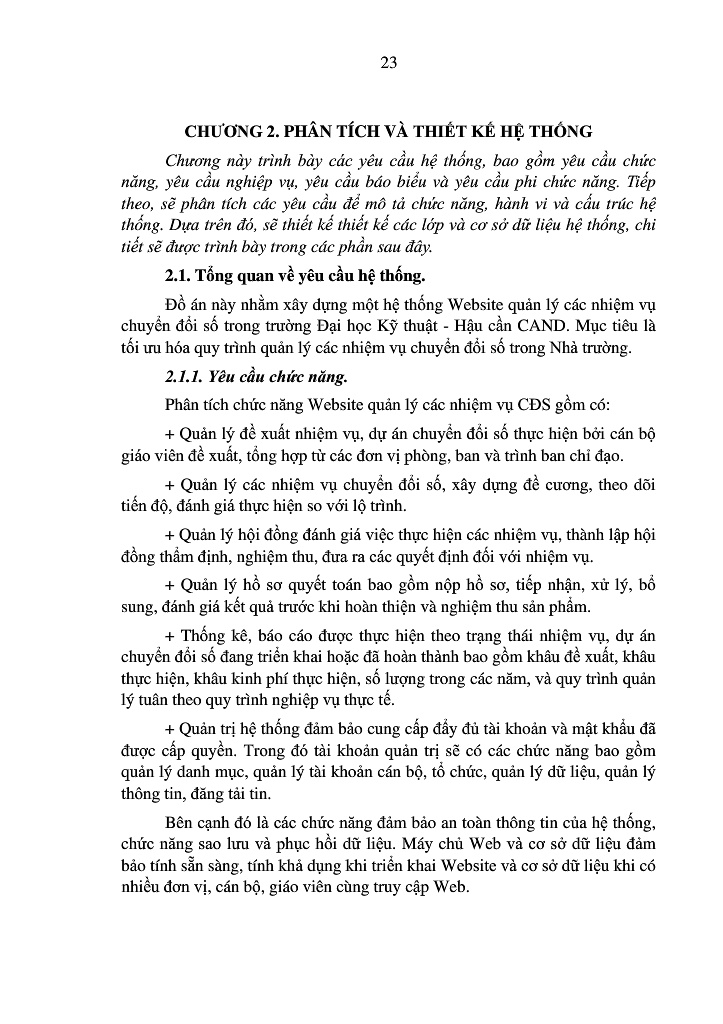 23
CHƯƠNG 2. PHÂN TÍCH VÀ THIẾT KẾ HỆ THỐNG
Chương này trình bày các yêu cầu hệ thống, bao gồm yêu cầu chức
năng, yêu cầu nghiệp vụ, yêu cầu báo biểu và yêu cầu phi chức năng. Tiếp
theo, sẽ phân tích các yêu cầu để mô tả chức năng, hành vi và cấu trúc hệ
thống. Dựa trên đó, sẽ thiết kế thiết kế các lớp và cơ sở dữ liệu hệ thống, chi
tiết sẽ được trình bày trong các phần sau đây.
2.1. Tổng quan về yêu cầu hệ thống.
Đồ án này nhằm xây dựng một hệ thống Website quản lý các nhiệm vụ
chuyển đổi số trong trường Đại học Kỹ thuật - Hậu cần CAND. Mục tiêu là
tối ưu hóa quy trình quản lý các nhiệm vụ chuyển đổi số trong Nhà trường.
2.1.1. Yêu cầu chức năng.
Phân tích chức năng Website quản lý các nhiệm vụ CĐS gồm có:
+ Quản lý đề xuất nhiệm vụ, dự án chuyển đổi số thực hiện bởi cán bộ
giáo viên đề xuất, tổng hợp từ các đơn vị phòng, ban và trình ban chỉ đạo.
+ Quản lý các nhiệm vụ chuyển đổi số, xây dựng đề cương, theo dõi
tiến độ, đánh giá thực hiện so với lộ trình.
+ Quản lý hội đồng đánh giá việc thực hiện các nhiệm vụ, thành lập hội
đồng thẩm định, nghiệm thu, đưa ra các quyết định đối với nhiệm vụ.
+ Quản lý hồ sơ quyết toán bao gồm nộp hồ sơ, tiếp nhận, xử lý, bổ
sung, đánh giá kết quả trước khi hoàn thiện và nghiệm thu sản phẩm.
+ Thống kê, báo cáo được thực hiện theo trạng thái nhiệm vụ, dự án
chuyển đổi số đang triển khai hoặc đã hoàn thành bao gồm khâu đề xuất, khâu
thực hiện, khâu kinh phí thực hiện, số lượng trong các năm, và quy trình quản
lý tuân theo quy trình nghiệp vụ thực tế.
+ Quản trị hệ thống đảm bảo cung cấp đẩy đủ tài khoản và mật khẩu đã
được cấp quyền. Trong đó tài khoản quản trị sẽ có các chức năng bao gồm
quản lý danh mục, quản lý tài khoản cán bộ, tổ chức, quản lý dữ liệu, quản lý
thông tin, đăng tải tin.
Bên cạnh đó là các chức năng đảm bảo an toàn thông tin của hệ thống,
chức năng sao lưu và phục hồi dữ liệu. Máy chủ Web và cơ sở dữ liệu đảm
bảo tính sẵn sàng, tính khả dụng khi triển khai Website và cơ sở dữ liệu khi có
nhiều đơn vị, cán bộ, giáo viên cùng truy cập Web.